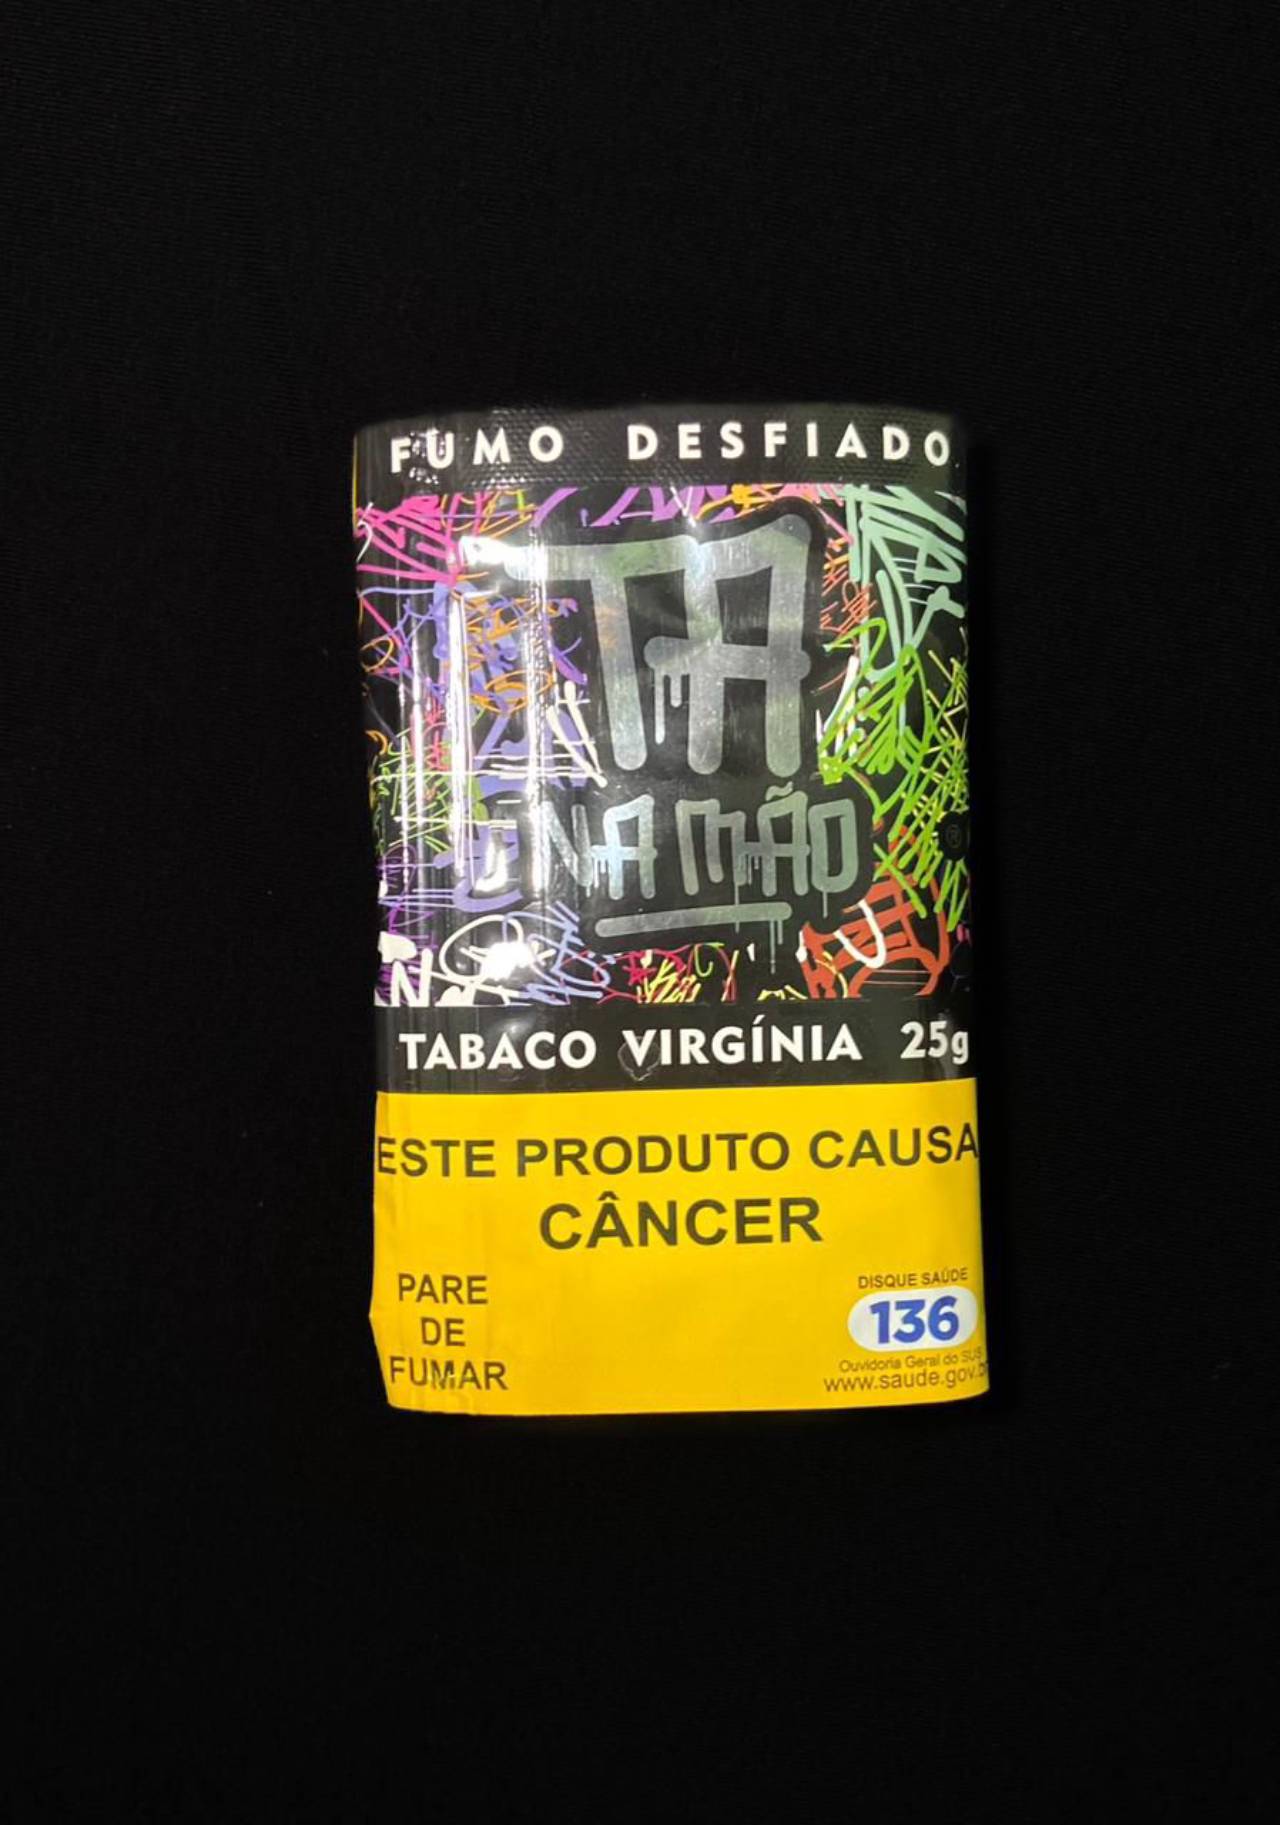 FUMO DESFIADO
TA
NA MÃO
®
TABACO VIRGÍNIA 25g
ESTE PRODUTO CAUSA
CÂNCER
PARE
DE
FUMAR
DISQUE SAÚDE
136
Ouvidoria Geral do SUS
www.saude.gov.br